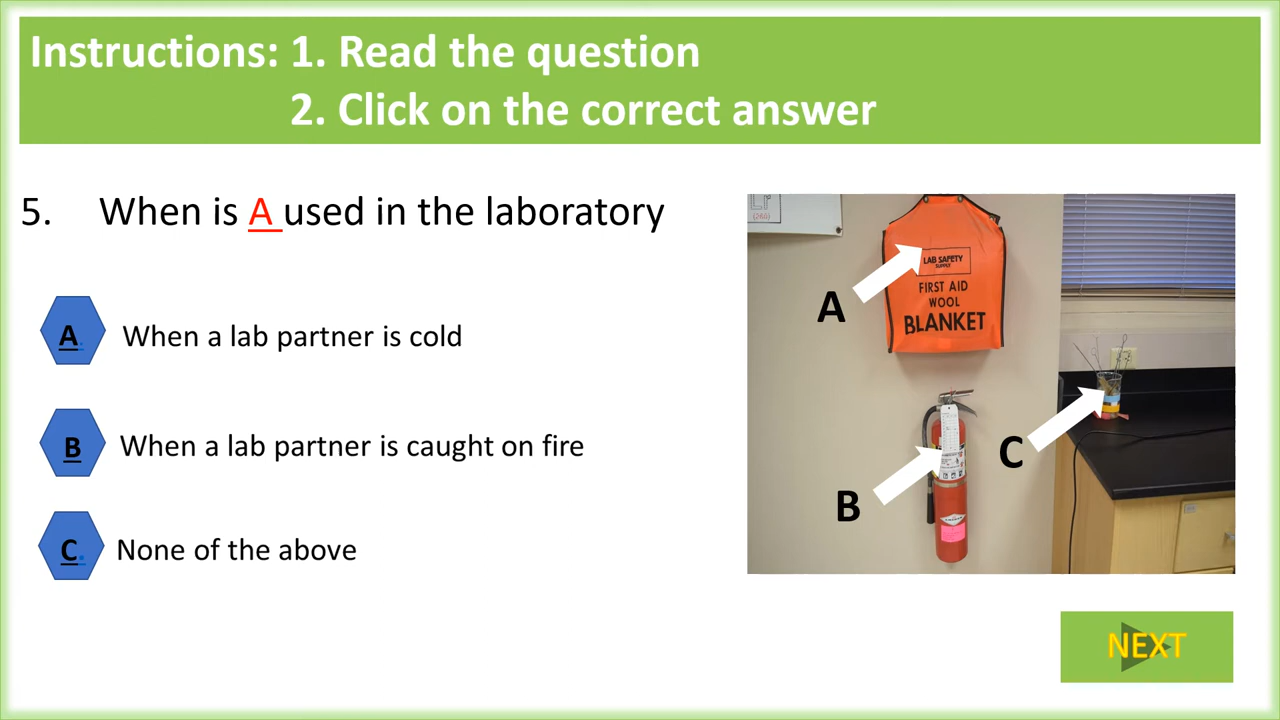 Instructions: 1. Read the question
2. Click on the correct answer
5. When is A used in the laboratory
A.
When a lab partner is cold
B
When a lab partner is caught on fire
C.
None of the above
(266)
LAB SAFETY
SUPPLY
FIRST AID
WOOL
BLANKET
A
B
C
NEXT